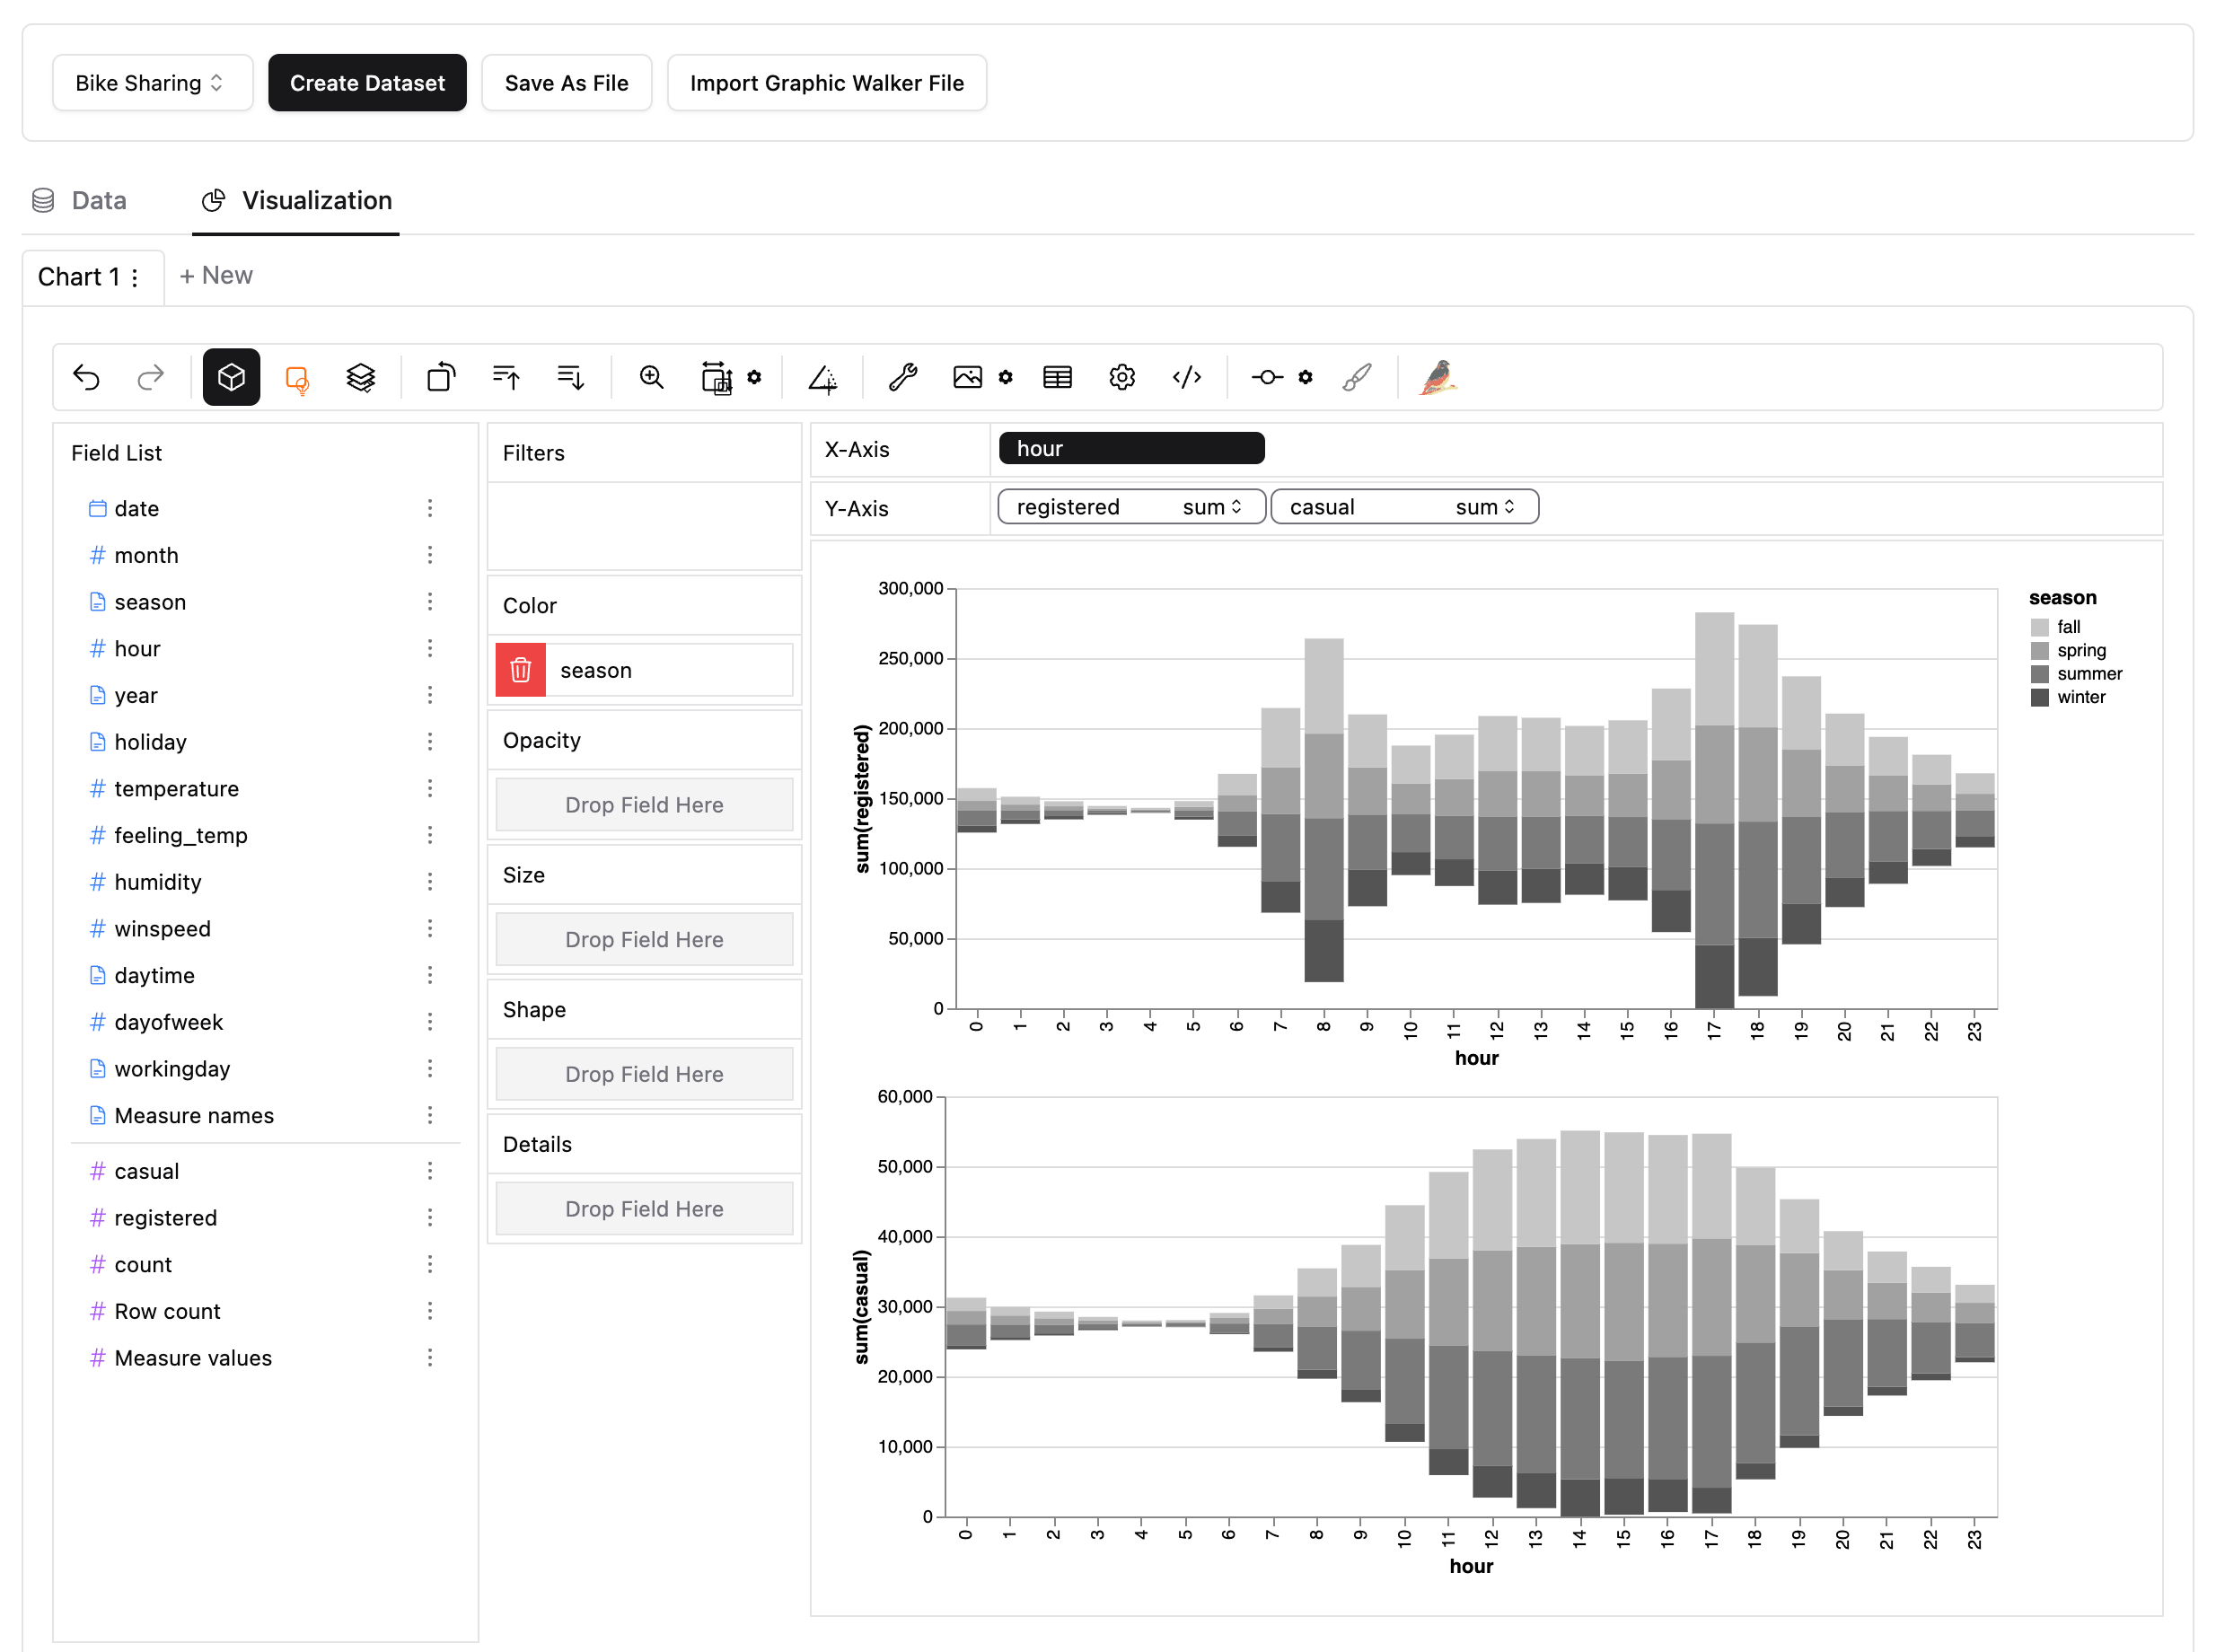 Bike Sharing
Create Dataset
Save As File
Import Graphic Walker File
Data
Visualization
Chart 1
+ New
Field List
date
month
season
hour
year
holiday
temperature
feeling_temp
humidity
winspeed
daytime
dayofweek
workingday
Measure names
casual
registered
count
Row count
Measure values
Filters
Color
season
Opacity
Drop Field Here
Size
Drop Field Here
Shape
Drop Field Here
Details
Drop Field Here
X-Axis
hour
Y-Axis
registered sum
casual sum
sum(registered)
300,000
250,000
200,000
150,000
100,000
50,000
0
0 1 2 3 4 5 6 7 8 9 10 11 12 13 14 15 16 17 18 19 20 21 22 23
hour
season
fall
spring
summer
winter
sum(casual)
60,000
50,000
40,000
30,000
20,000
10,000
0
0 1 2 3 4 5 6 7 8 9 10 11 12 13 14 15 16 17 18 19 20 21 22 23
hour